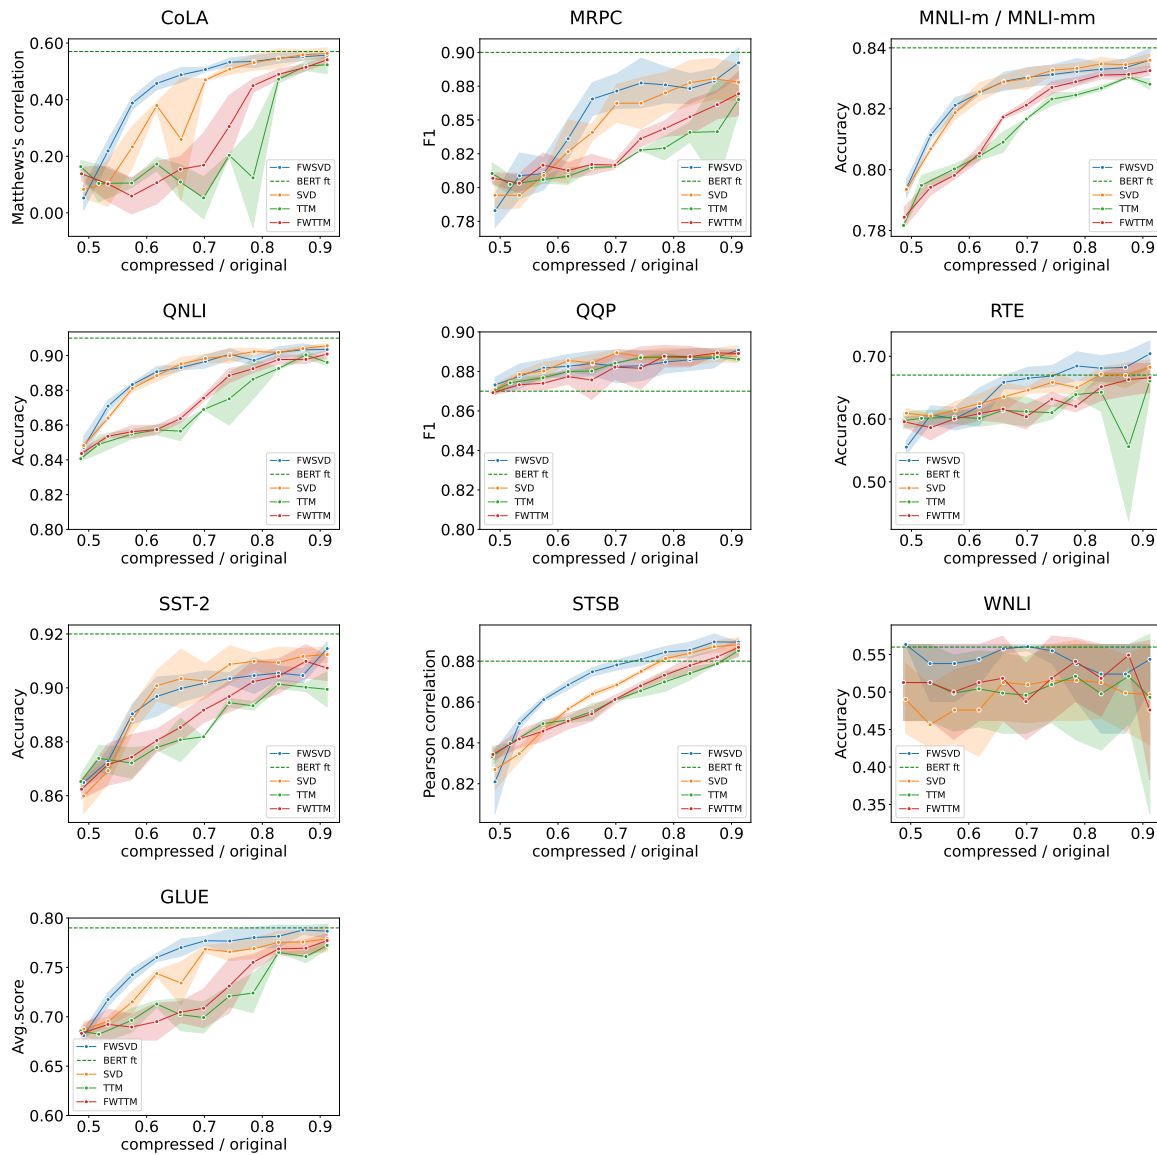 CoLA
Matthews's correlation
0.60
0.40
0.20
0.00
FWSVD
BERT ft
SVD
TTM
FWTTM
0.5 0.6 0.7 0.8 0.9
compressed / original
MRPC
F1
0.90
0.88
0.85
0.82
0.80
0.78
FWSVD
BERT ft
SVD
TTM
FWTTM
0.5 0.6 0.7 0.8 0.9
compressed / original
MNLI-m / MNLI-mm
Accuracy
0.84
0.82
0.80
0.78
FWSVD
BERT ft
SVD
TTM
FWTTM
0.5 0.6 0.7 0.8 0.9
compressed / original
QNLI
Accuracy
0.90
0.88
0.86
0.84
0.82
0.80
FWSVD
BERT ft
SVD
TTM
FWTTM
0.5 0.6 0.7 0.8 0.9
compressed / original
QQP
F1
0.90
0.88
0.86
0.84
0.82
0.80
FWSVD
BERT ft
SVD
TTM
FWTTM
0.5 0.6 0.7 0.8 0.9
compressed / original
RTE
Accuracy
0.70
0.60
0.50
FWSVD
BERT ft
SVD
TTM
FWTTM
0.5 0.6 0.7 0.8 0.9
compressed / original
SST-2
Accuracy
0.92
0.90
0.88
0.86
FWSVD
BERT ft
SVD
TTM
FWTTM
0.5 0.6 0.7 0.8 0.9
compressed / original
STSB
Pearson correlation
0.88
0.86
0.84
0.82
FWSVD
BERT ft
SVD
TTM
FWTTM
0.5 0.6 0.7 0.8 0.9
compressed / original
WNLI
Accuracy
0.55
0.50
0.45
0.40
0.35
FWSVD
BERT ft
SVD
TTM
FWTTM
0.5 0.6 0.7 0.8 0.9
compressed / original
GLUE
Avg.score
0.80
0.75
0.70
0.65
0.60
FWSVD
BERT ft
SVD
TTM
FWTTM
0.5 0.6 0.7 0.8 0.9
compressed / original